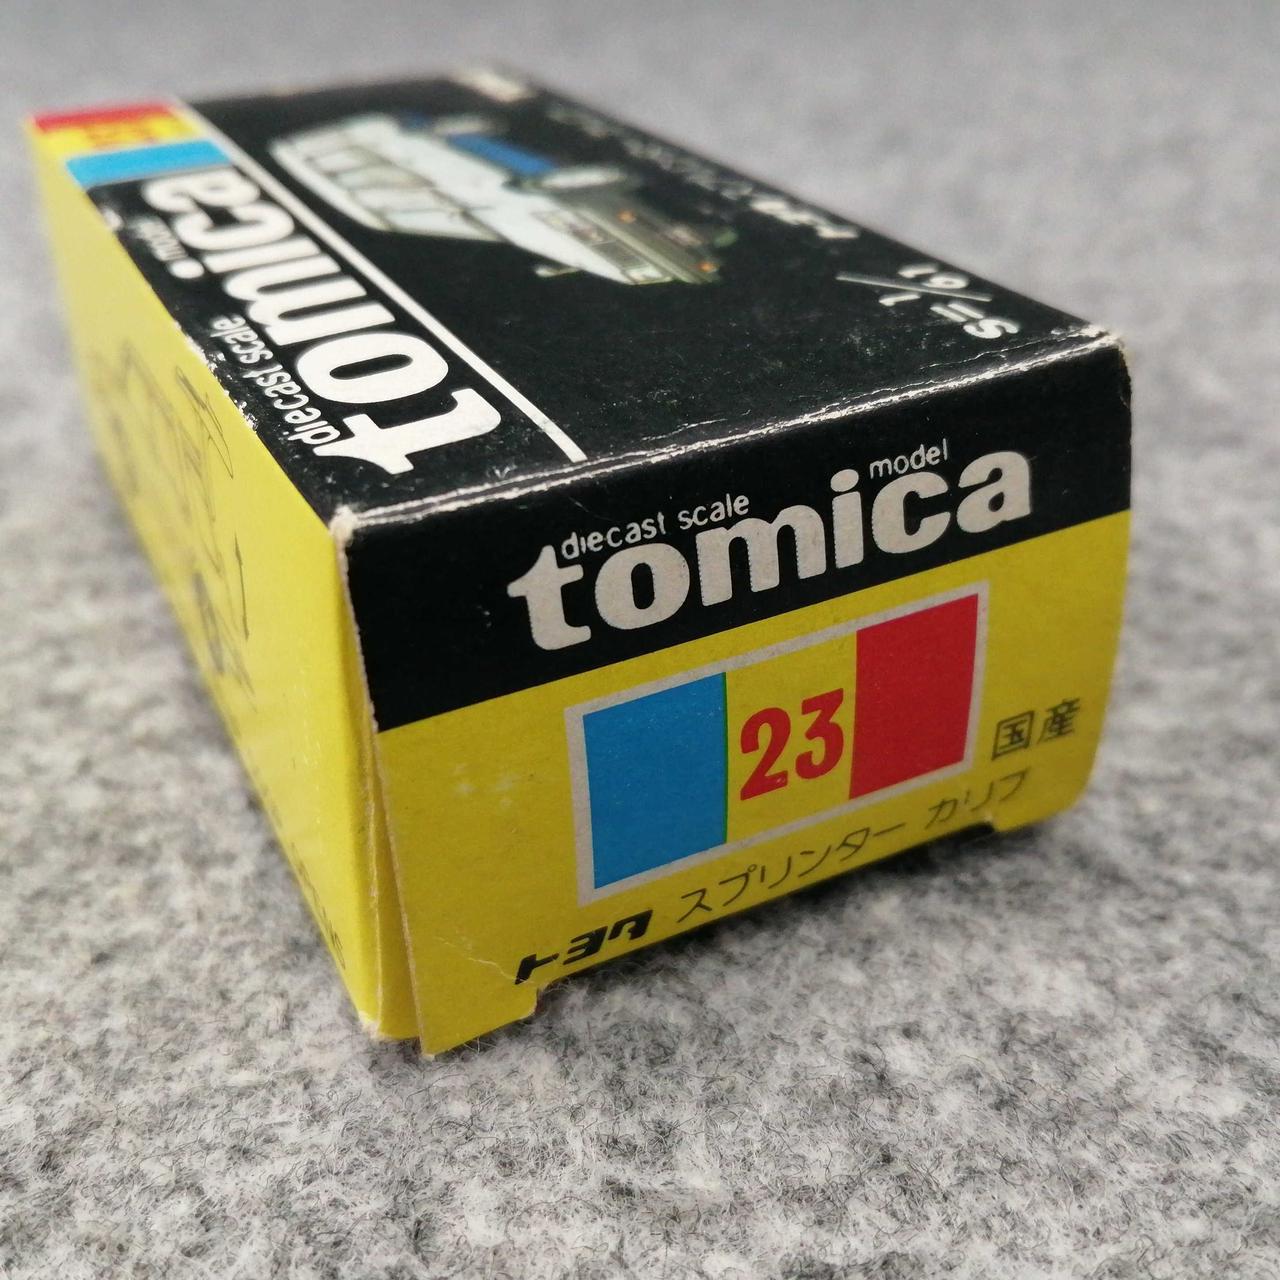 diecast scale model
tomica
S=1/61
diecast scale model
tomica
23
国産
トヨタ スプリンター カリブ